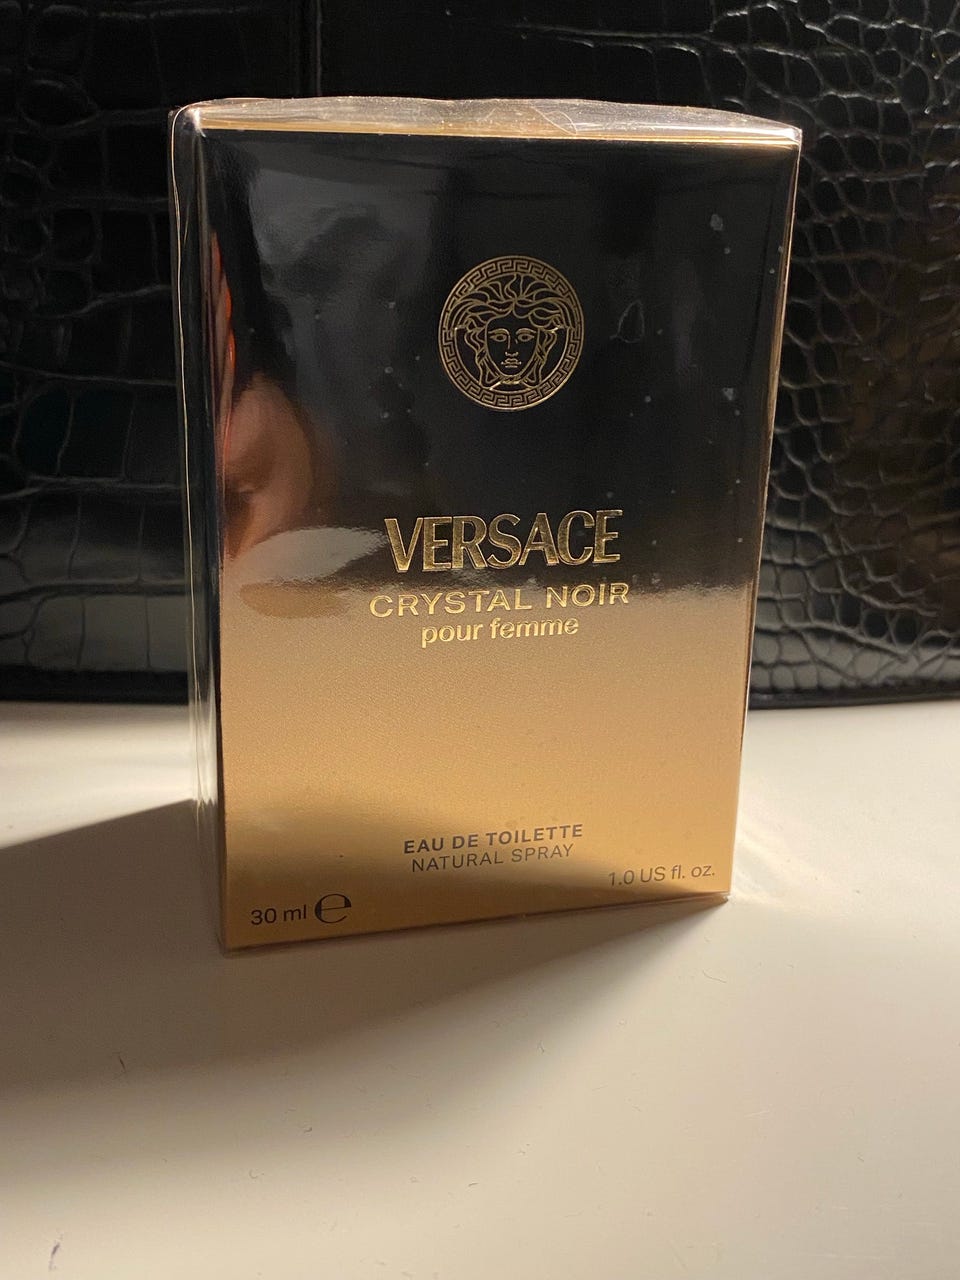 VERSACE
CRYSTAL NOIR
pour femme
EAU DE TOILETTE
NATURAL SPRAY
30 ml ℮
1.0 US fl. oz.